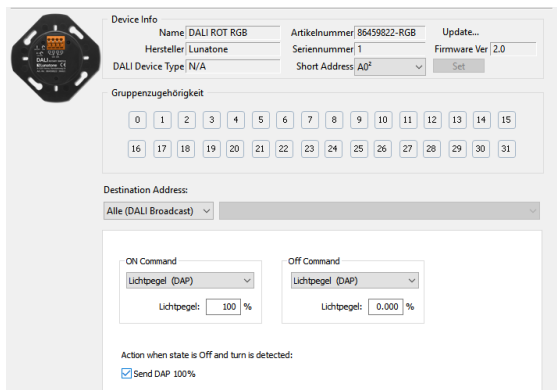 Device Info
Name DALI ROT RGB Artikelnummer 86459822-RGB Update...
Hersteller Lunatone Seriennummer 1 Firmware Ver 2.0
DALI Device Type N/A Short Address A0² Set
Gruppenzugehörigkeit
0 1 2 3 4 5 6 7 8 9 10 11 12 13 14 15
16 17 18 19 20 21 22 23 24 25 26 27 28 29 30 31
Destination Address:
Alle (DALI Broadcast)
ON Command Off Command
Lichtpegel (DAP) Lichtpegel (DAP)
Lichtpegel: 100 % Lichtpegel: 0.000 %
Action when state is Off and turn is detected:
Send DAP 100%
DALI
Lunatone